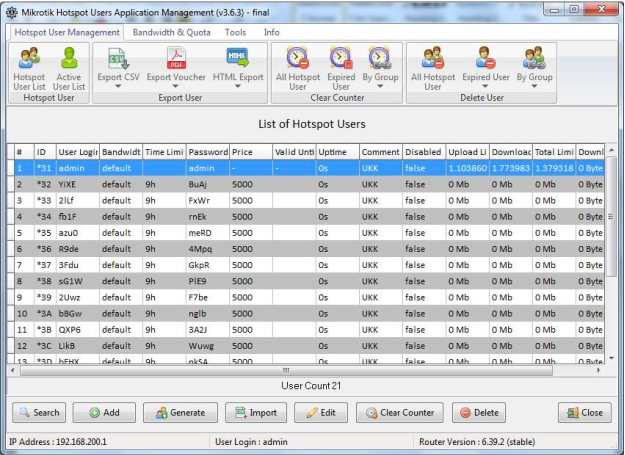 Mikrotik Hotspot Users Application Management (v3.6.3) - final
Hotspot User Management Bandwidth & Quota Tools Info
Hotspot User List Active User List Export CSV Export Voucher HTML Export All Hotspot User Expired User By Group All Hotspot User Expired User By Group
Hotspot User Export User Clear Counter Delete User
List of Hotspot Users
# ID User Login Bandwidt Time Limi Password Price Valid Unti Uptime Comment Disabled Upload Li Downloac Total Limi Downl
1 *31 admin default admin - - 0s UKK false 1.103860 1.773983 1.379318 0 Byte
2 *32 YiXE default 9h BuAj 5000 0s UKK false 0 Mb 0 Mb 0 Mb 0 Byte
3 *33 default 9h FxWr 5000 0s UKK false 0 Mb 0 Mb 0 Mb 0 Byte
4 *34 fb1F default 9h rnEk 5000 0s UKK false 0 Mb 0 Mb 0 Mb 0 Byte
5 *35 azu0 default 9h meRD 5000 0s UKK false 0 Mb 0 Mb 0 Mb 0 Byte
6 *36 R9de default 9h 4Mpq 5000 0s UKK false 0 Mb 0 Mb 0 Mb 0 Byte
7 *37 3Fdu default 9h GkpR 5000 0s UKK false 0 Mb 0 Mb 0 Mb 0 Byte
8 *38 sG1W default 9h 5000 0s UKK false 0 Mb 0 Mb 0 Mb 0 Byte
9 *39 2Uwz default 9h F7be 5000 0s UKK false 0 Mb 0 Mb 0 Mb 0 Byte
10 *3A bBGw default 9h 5000 0s UKK false 0 Mb 0 Mb 0 Mb 0 Byte
11 *3B QXP6 default 9h 3A2J 5000 0s UKK false 0 Mb 0 Mb 0 Mb 0 Byte
12 *3C LikB default 9h Wuwg 5000 0s UKK false 0 Mb 0 Mb 0 Mb 0 Byte
13 *3D bFHX default 9h pkSA 5000 0s UKK false 0 Mb 0 Mb 0 Mb 0 Byte
User Count 21
Search Add Generate Import Edit Clear Counter Delete Close
IP Address : 192.168.200.1 User Login : admin Router Version : 6.39.2 (stable)